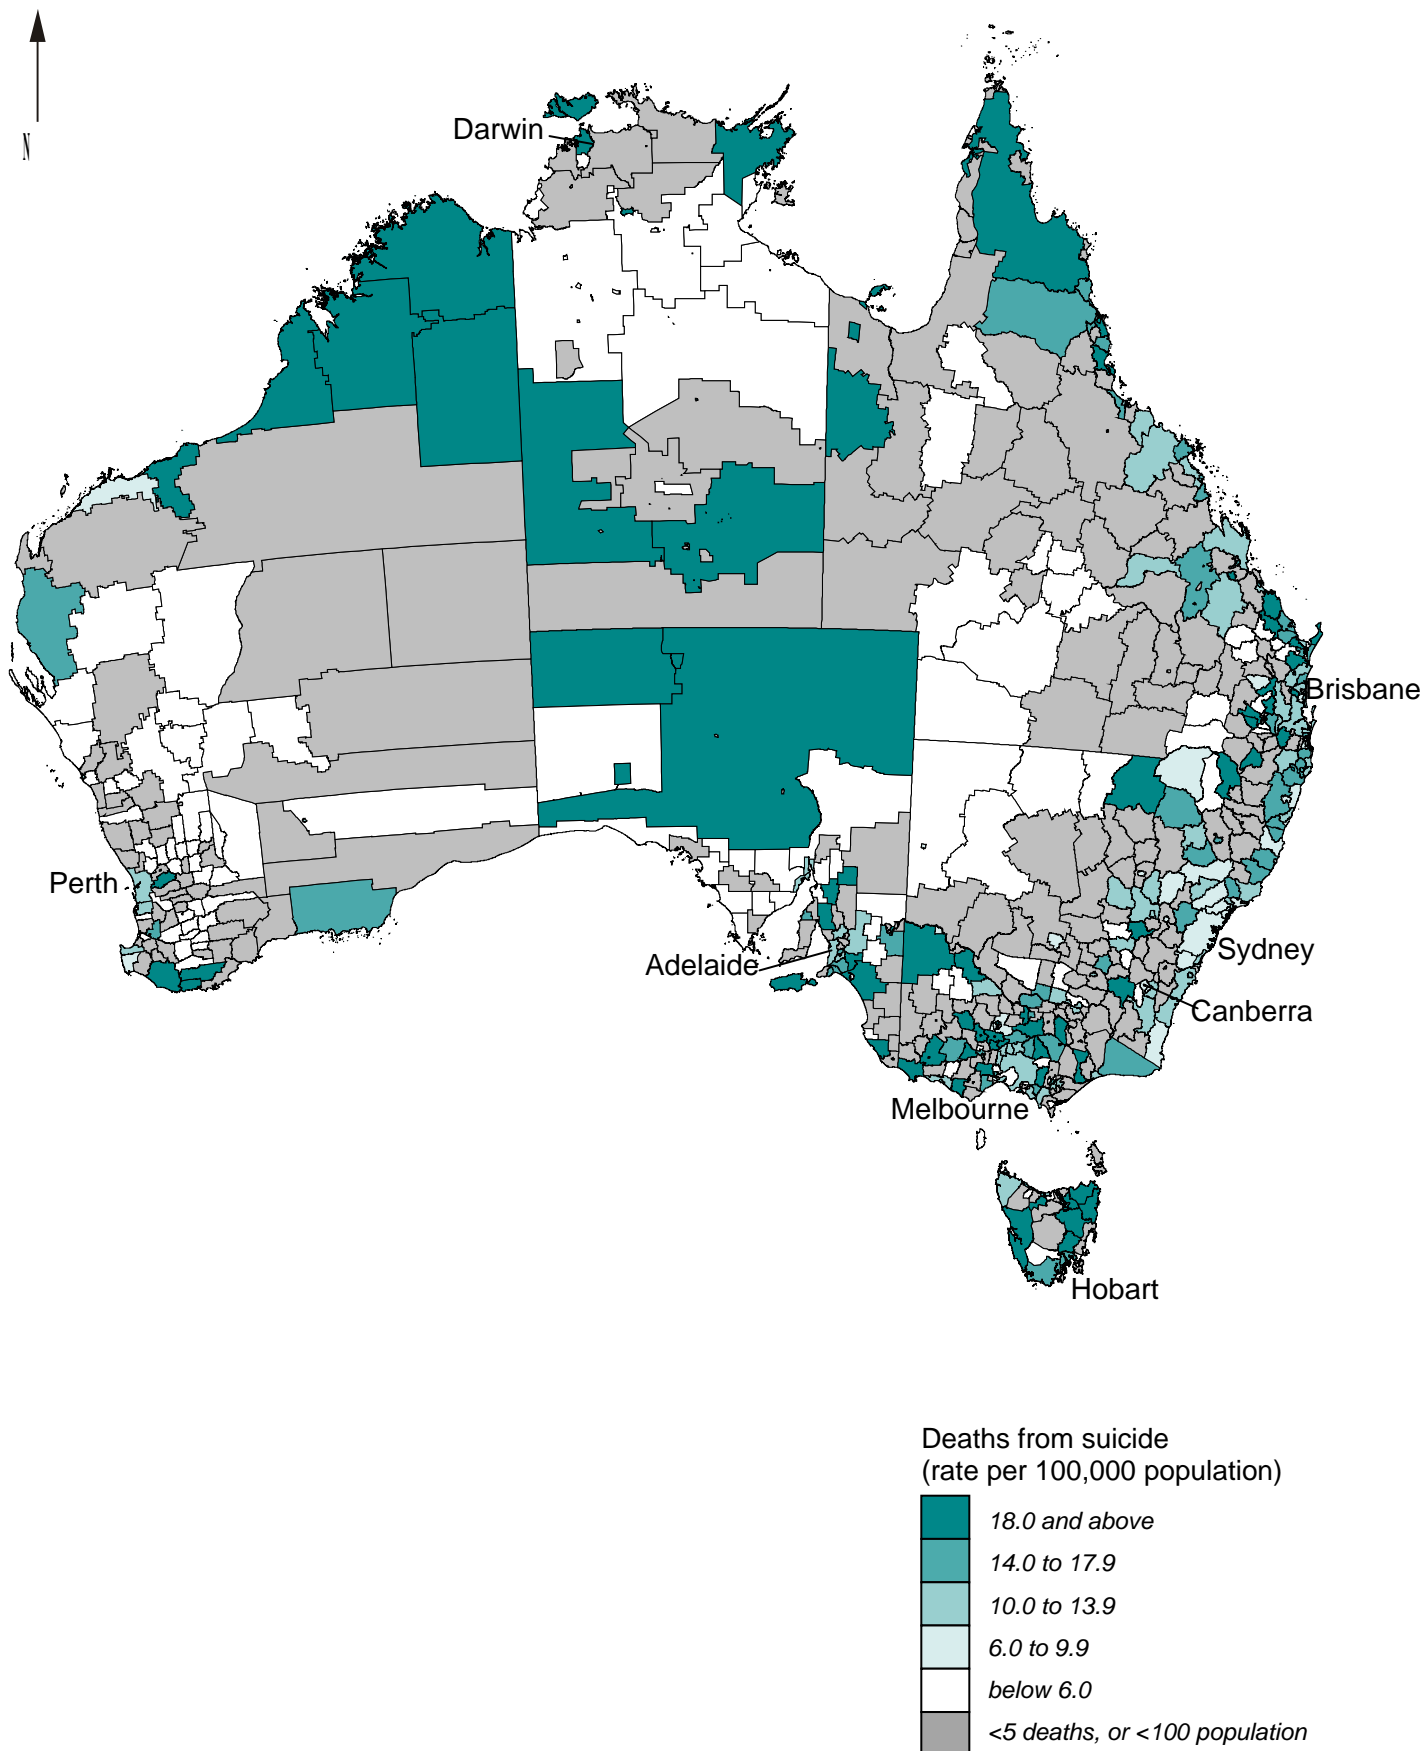 N
Darwin
Brisbane
Perth
Adelaide
Sydney
Canberra
Melbourne
Hobart
Deaths from suicide
(rate per 100,000 population)
18.0 and above
14.0 to 17.9
10.0 to 13.9
6.0 to 9.9
below 6.0
<5 deaths, or <100 population